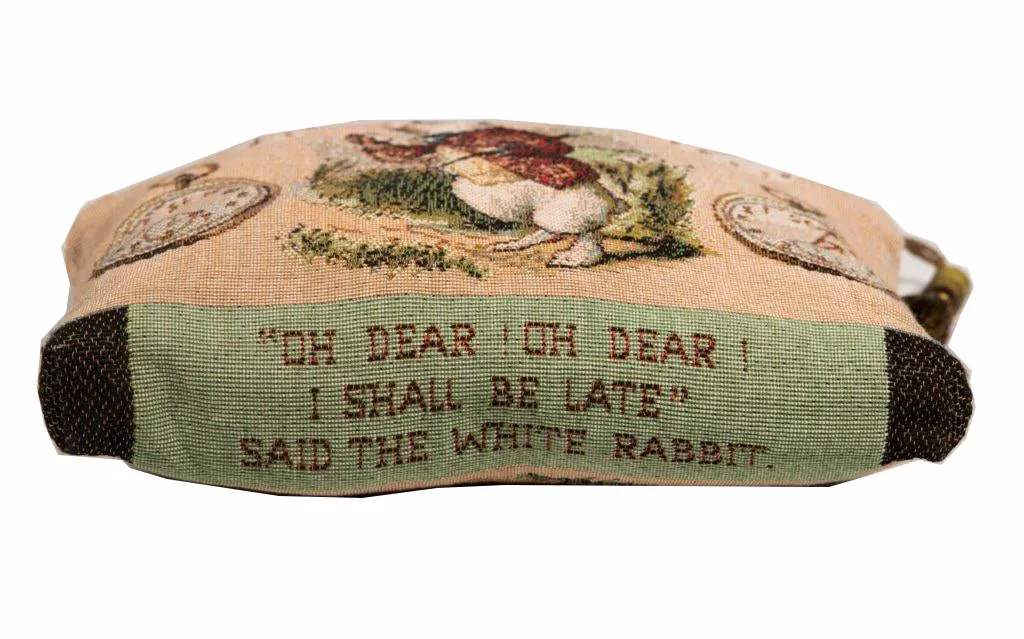 "OH DEAR ! OH DEAR !
I SHALL BE LATE"
SAID THE WHITE RABBIT.